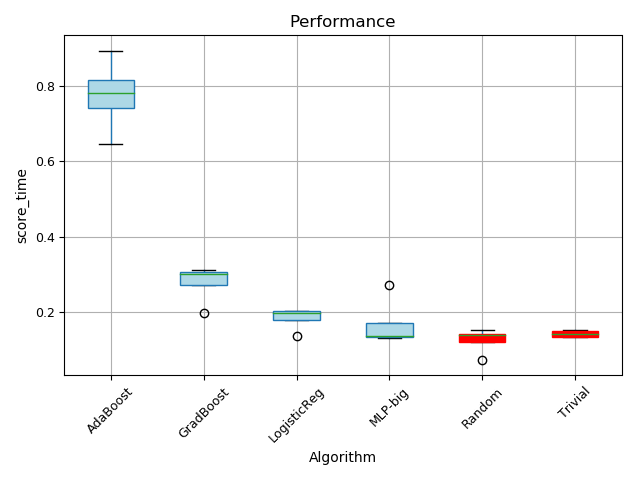 Performance
score_time
0.8
0.6
0.4
0.2
AdaBoost
GradBoost
LogisticReg
MLP-big
Random
Trivial
Algorithm